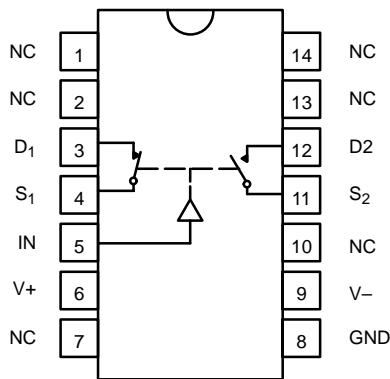 NC 1 14 NC
NC 2 13 NC
D1 3 12 D2
S1 4 11 S2
IN 5 10 NC
V+ 6 9 V–
NC 7 8 GND